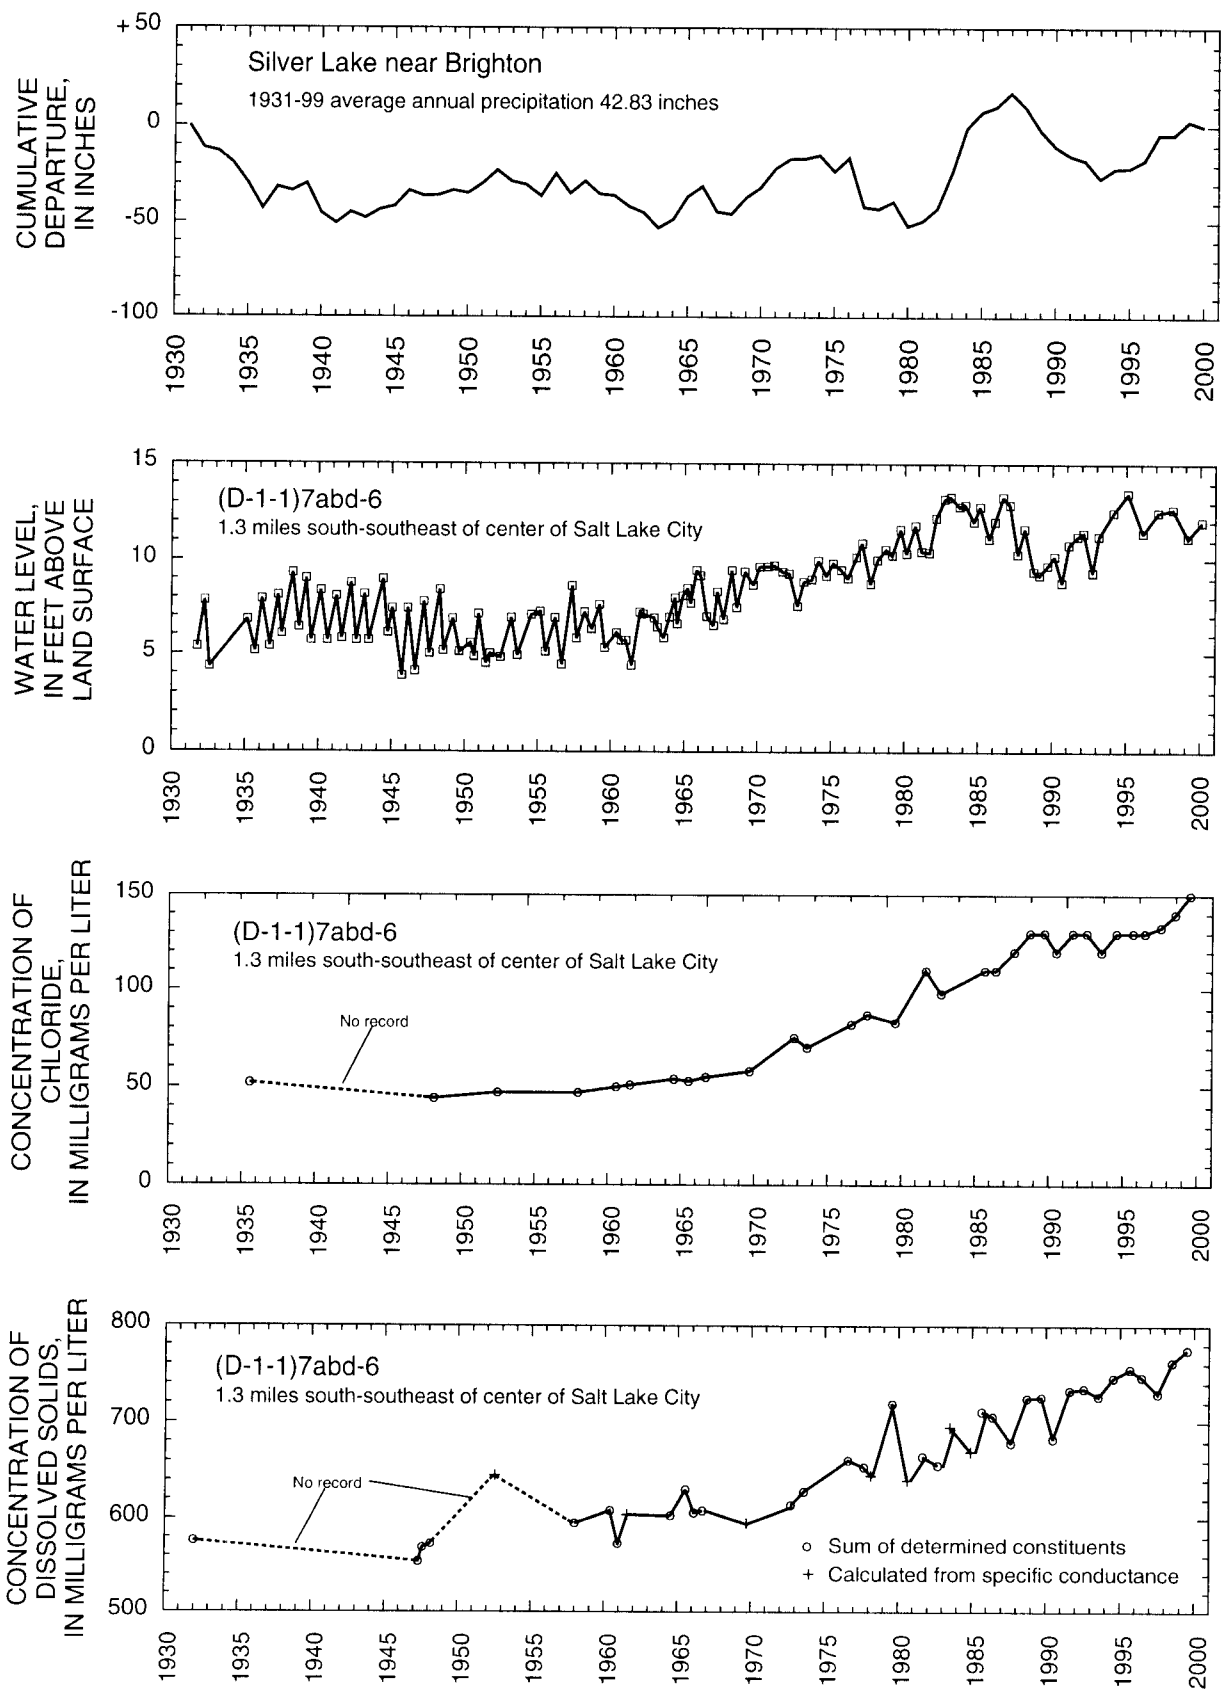 CUMULATIVE
DEPARTURE,
IN INCHES
+50
0
-50
-100
Silver Lake near Brighton
1931-99 average annual precipitation 42.83 inches
1930 1935 1940 1945 1950 1955 1960 1965 1970 1975 1980 1985 1990 1995 2000
WATER LEVEL,
IN FEET ABOVE
LAND SURFACE
15
10
5
0
(D-1-1)7abd-6
1.3 miles south-southeast of center of Salt Lake City
1930 1935 1940 1945 1950 1955 1960 1965 1970 1975 1980 1985 1990 1995 2000
CONCENTRATION OF
CHLORIDE,
IN MILLIGRAMS PER LITER
150
100
50
0
(D-1-1)7abd-6
1.3 miles south-southeast of center of Salt Lake City
No record
1930 1935 1940 1945 1950 1955 1960 1965 1970 1975 1980 1985 1990 1995 2000
CONCENTRATION OF
DISSOLVED SOLIDS,
IN MILLIGRAMS PER LITER
800
700
600
500
(D-1-1)7abd-6
1.3 miles south-southeast of center of Salt Lake City
No record
Sum of determined constituents
+ Calculated from specific conductance
1930 1935 1940 1945 1950 1955 1960 1965 1970 1975 1980 1985 1990 1995 2000